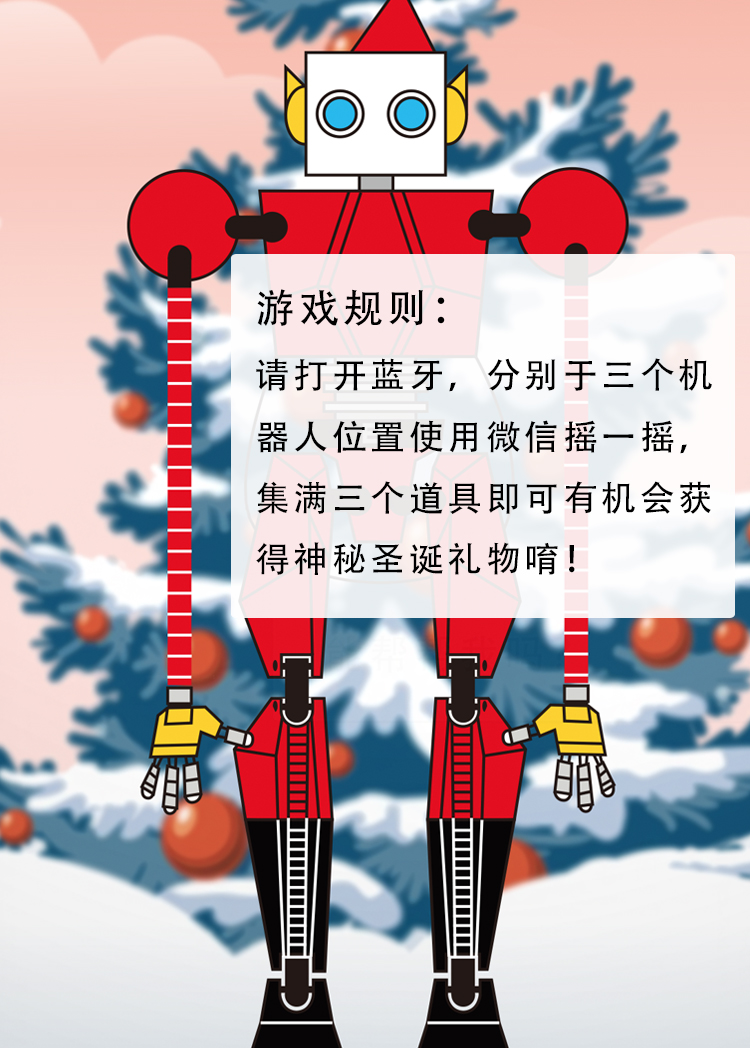 游戏规则：
请打开蓝牙，分别于三个机
器人位置使用微信摇一摇，
集满三个道具即可有机会获
得神秘圣诞礼物唷！